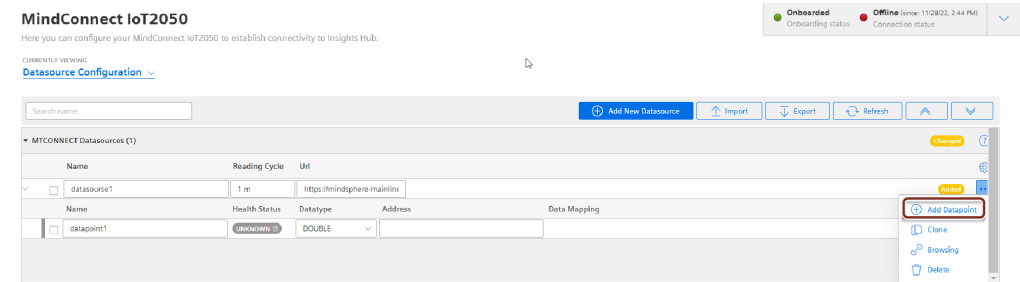 MindConnect IoT2050
Onboarded
Onboarding status
Offline (since: 11/28/22, 2:44 PM)
Connection status
Here you can configure your MindConnect IoT2050 to establish connectivity to Insights Hub.
CURRENTLY VIEWING
Datasource Configuration
Search name
Add New Datasource
Import
Export
Refresh
MTCONNECT Datasources (1)
Changed
?
Name Reading Cycle Url
datasourse1 1 m https://mindsphere-mainline
Added
Name Health Status Datatype Address Data Mapping
datapoint1 UNKNOWN DOUBLE
Add Datapoint
Clone
Browsing
Delete